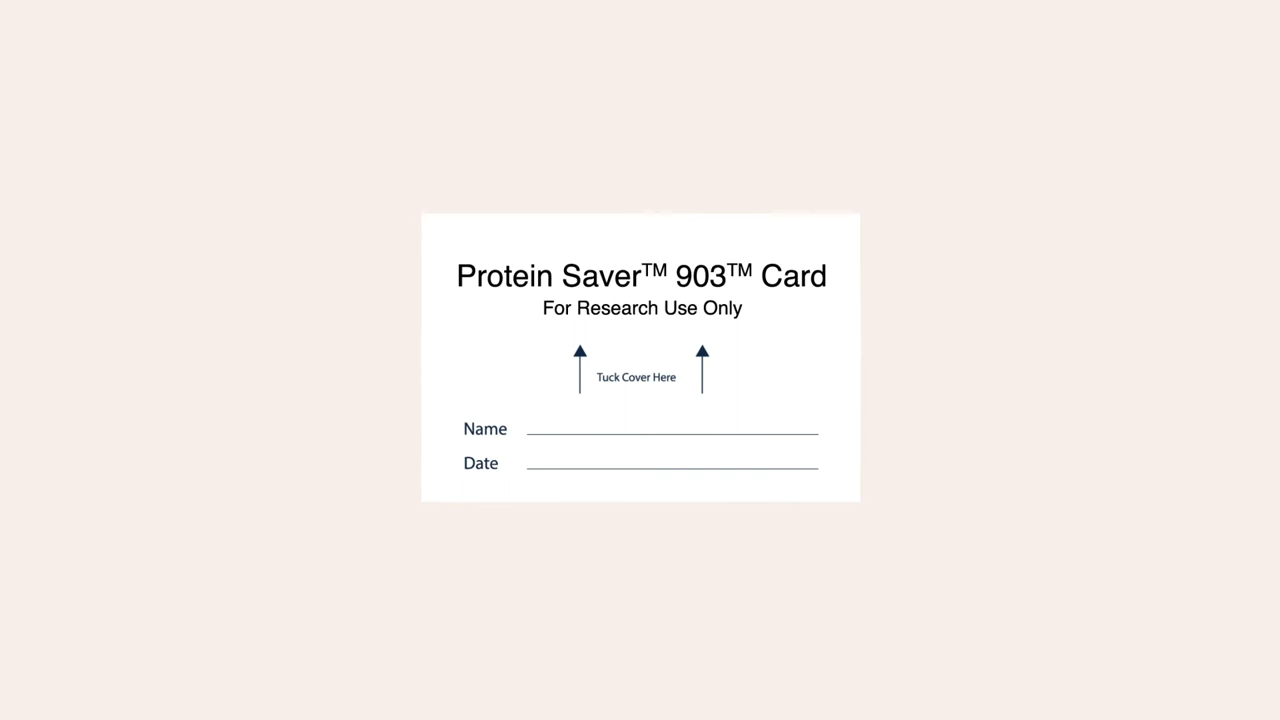 Protein Saver™ 903™ Card
For Research Use Only
Tuck Cover Here
Name
Date